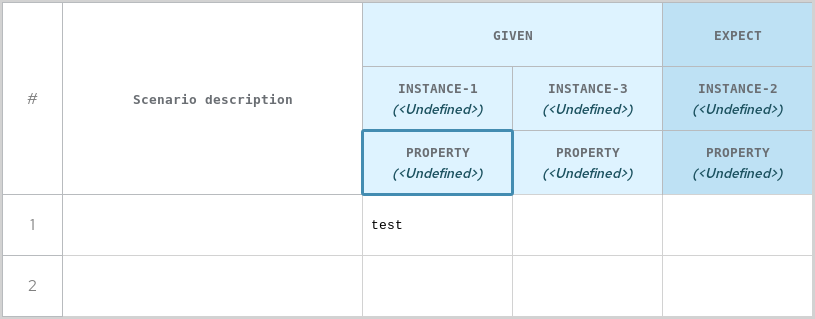 GIVEN EXPECT
# Scenario description INSTANCE-1 INSTANCE-3 INSTANCE-2
(<Undefined>) (<Undefined>) (<Undefined>)
PROPERTY PROPERTY PROPERTY
(<Undefined>) (<Undefined>) (<Undefined>)
1 test
2